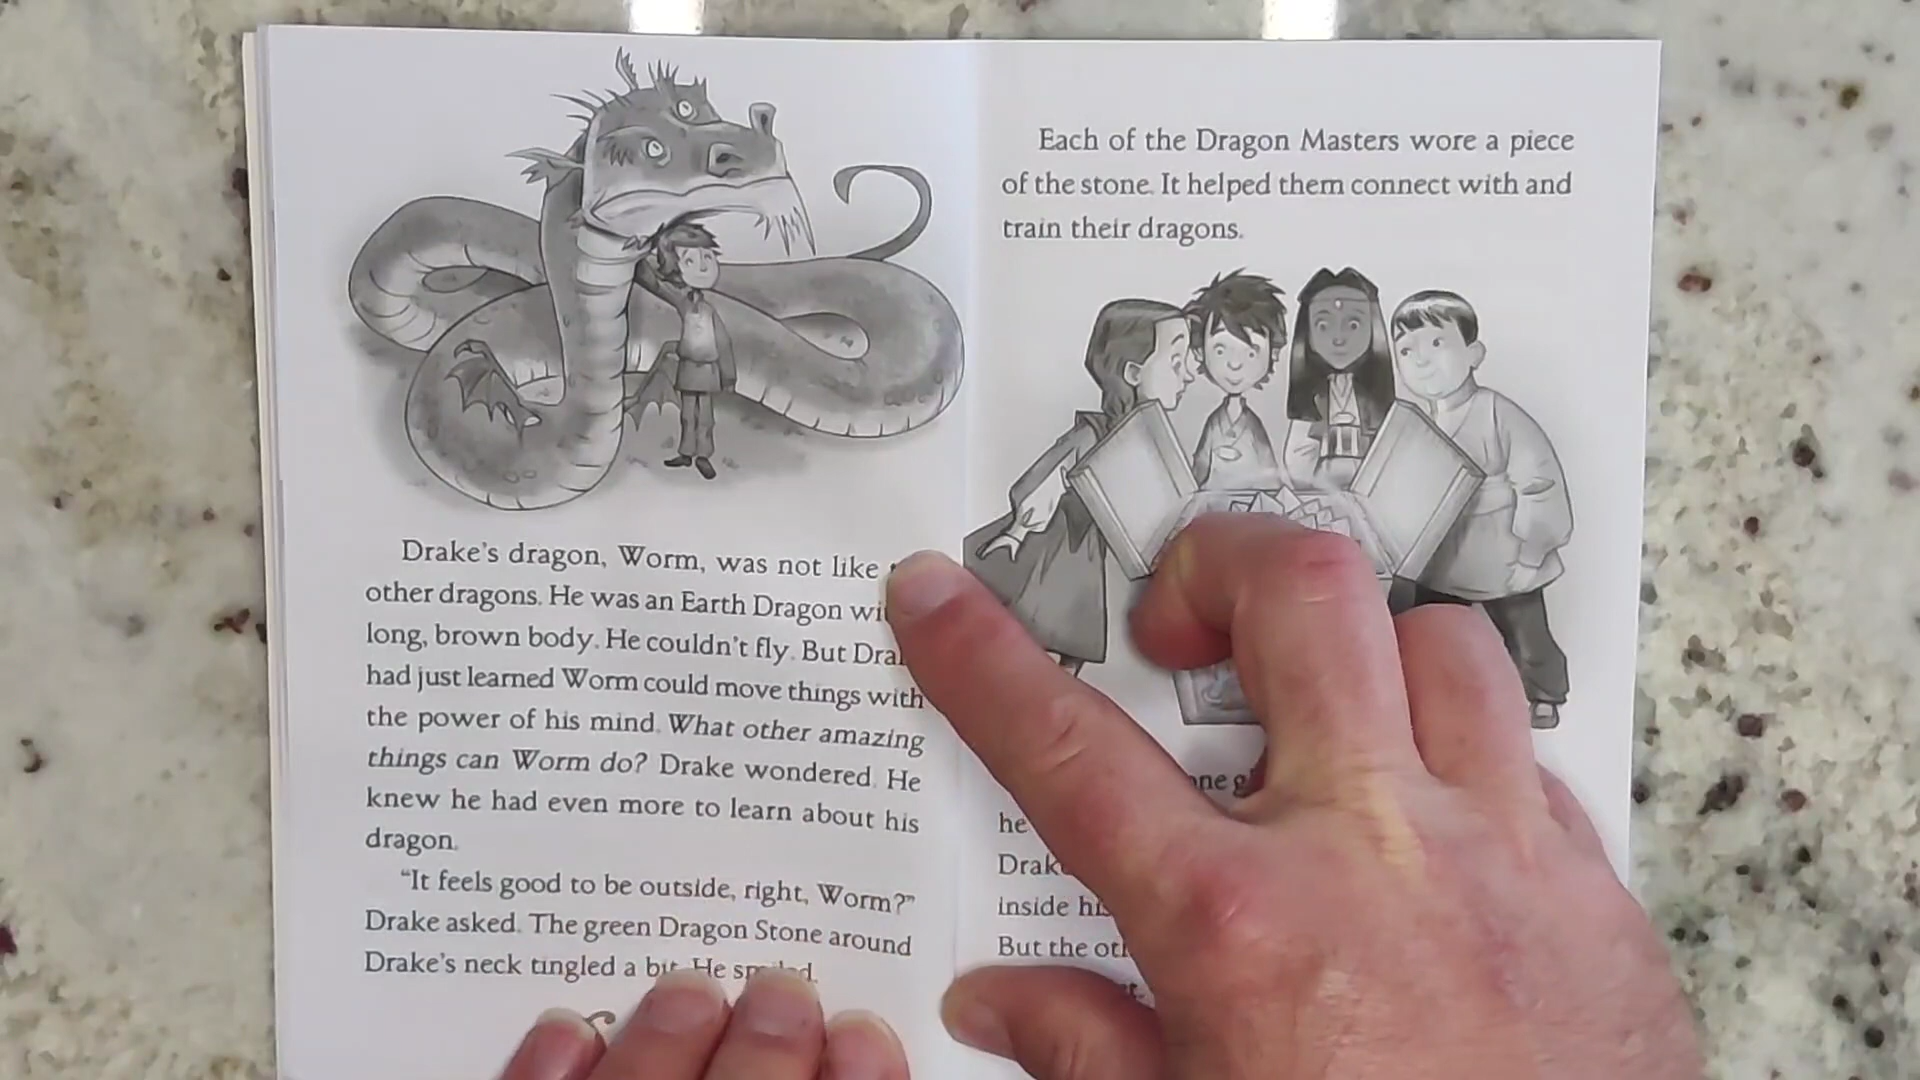 Drake's dragon, Worm, was not like
other dragons. He was an Earth Dragon
long, brown body. He couldn't fly. But
had just learned Worm could move things with
the power of his mind. What other amazing
things can Worm do? Drake wondered. He
knew he had even more to learn about his
dragon.
"It feels good to be outside, right, Worm?"
Drake asked. The green Dragon Stone around
Drake's neck tingled a bit. He smiled.
Each of the Dragon Masters wore a piece
of the stone. It helped them connect with and
train their dragons.
he
inside
But the